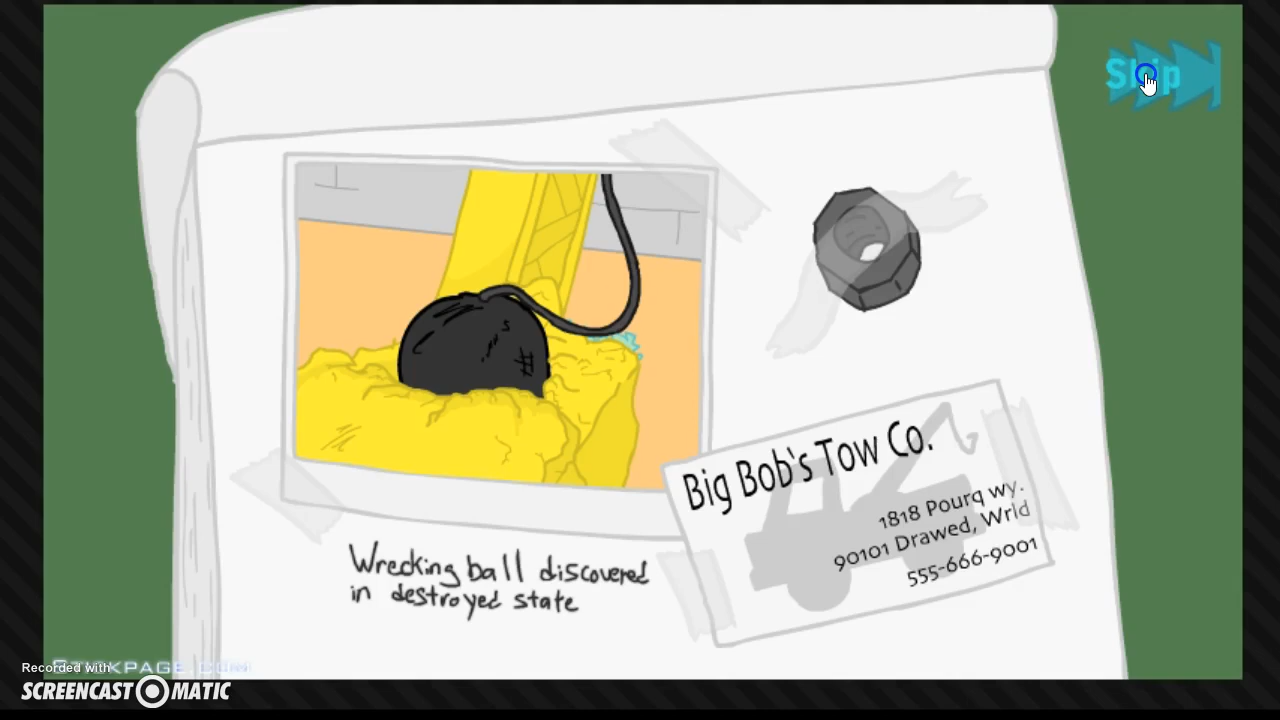 Skip
Big Bob's Tow Co.
1818 Pourq wy.
90101 Drawed, Wrld
555-666-9001
Wrecking ball discovered
in destroyed state
Recorded with
SCREENCAST-O-MATIC